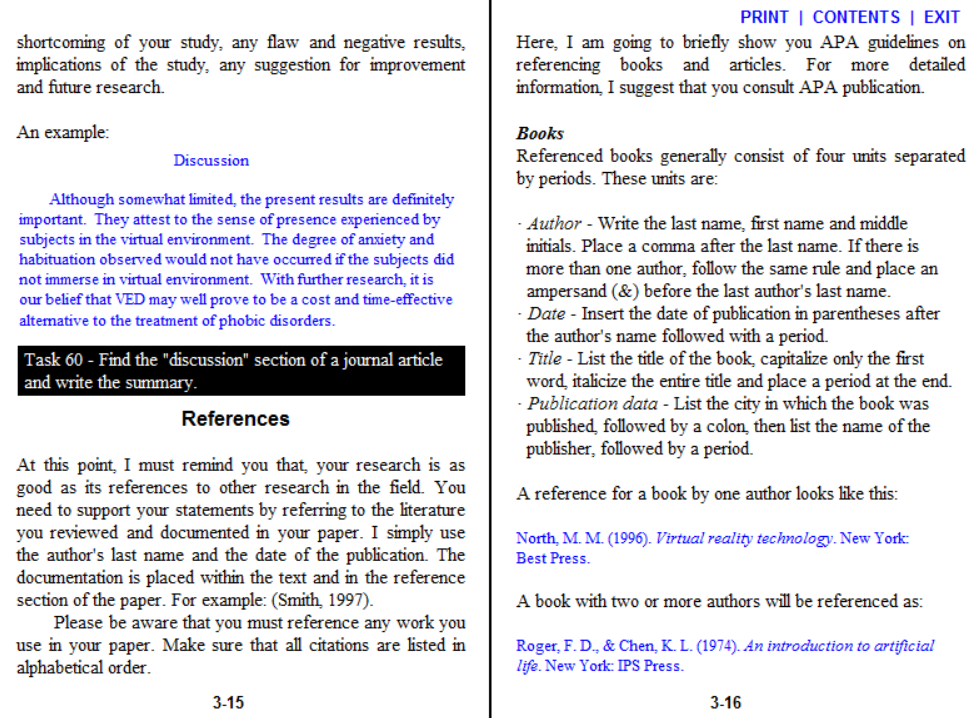 shortcoming of your study, any flaw and negative results,
implications of the study, any suggestion for improvement
and future research.
An example:
Discussion
Although somewhat limited, the present results are definitely
important. They attest to the sense of presence experienced by
subjects in the virtual environment. The degree of anxiety and
habituation observed would not have occurred if the subjects did
not immerse in virtual environment. With further research, it is
our belief that VED may well prove to be a cost and time-effective
alternative to the treatment of phobic disorders.
Task 60 - Find the "discussion" section of a journal article
and write the summary.
References
At this point, I must remind you that, your research is as
good as its references to other research in the field. You
need to support your statements by referring to the literature
you reviewed and documented in your paper. I simply use
the author's last name and the date of the publication. The
documentation is placed within the text and in the reference
section of the paper. For example: (Smith, 1997).
Please be aware that you must reference any work you
use in your paper. Make sure that all citations are listed in
alphabetical order.
3-15
PRINT | CONTENTS | EXIT
Here, I am going to briefly show you APA guidelines on
referencing books and articles. For more detailed
information, I suggest that you consult APA publication.
Books
Referenced books generally consist of four units separated
by periods. These units are:
· Author - Write the last name, first name and middle
initials. Place a comma after the last name. If there is
more than one author, follow the same rule and place an
ampersand (&) before the last author's last name.
· Date - Insert the date of publication in parentheses after
the author's name followed with a period.
· Title - List the title of the book, capitalize only the first
word, italicize the entire title and place a period at the end.
· Publication data - List the city in which the book was
published, followed by a colon, then list the name of the
publisher, followed by a period.
A reference for a book by one author looks like this:
North, M. M. (1996). Virtual reality technology. New York:
Best Press.
A book with two or more authors will be referenced as:
Roger, F. D., & Chen, K. L. (1974). An introduction to artificial
life. New York: IPS Press.
3-16